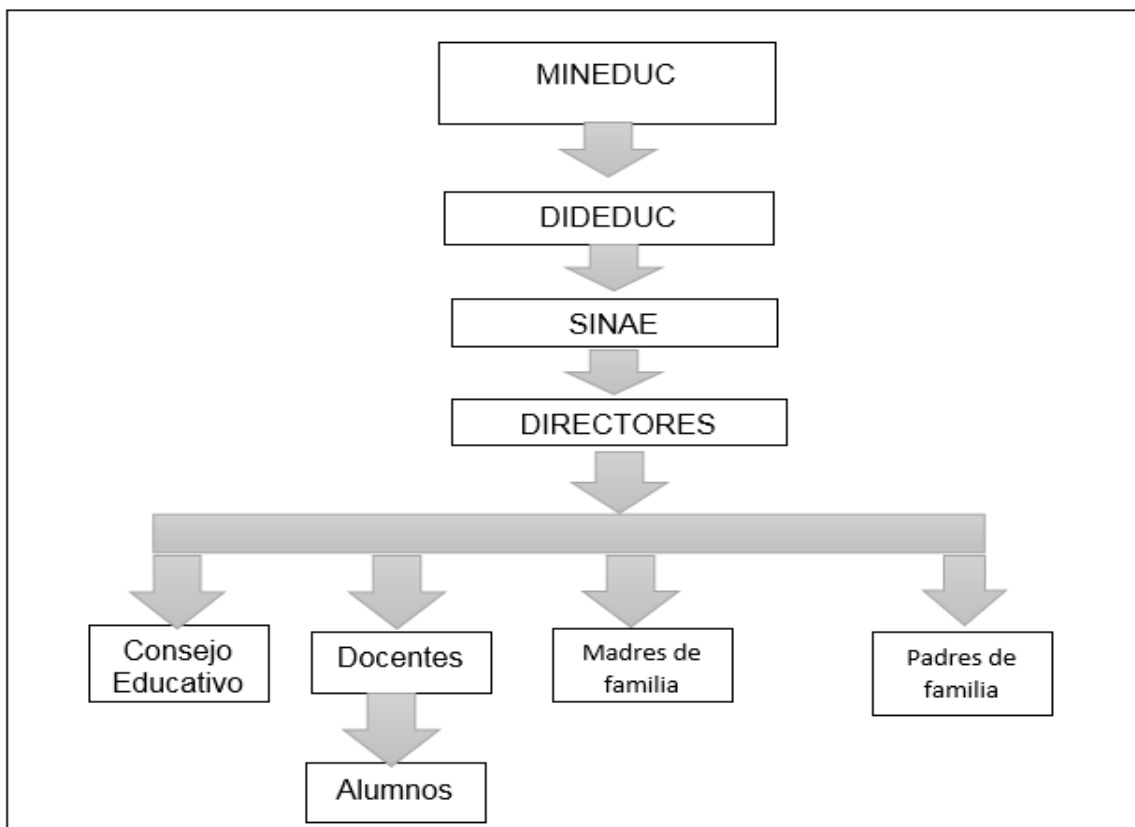 MINEDUC
DIDEDUC
SINAE
DIRECTORES
Consejo
Educativo
Docentes
Madres de
familia
Padres de
familia
Alumnos